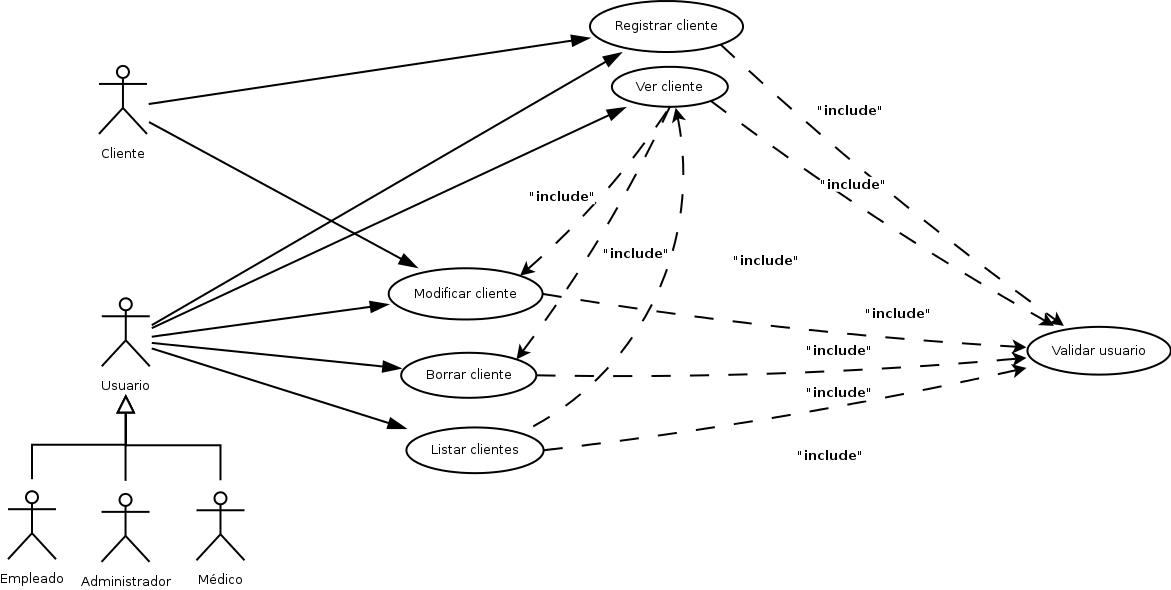 Registrar cliente
Ver cliente
"include"
Cliente
"include"
"include"
"include"
"include"
Modificar cliente
"include"
Validar usuario
"include"
Usuario
Borrar cliente
"include"
Listar clientes
"include"
Empleado
Administrador
Médico